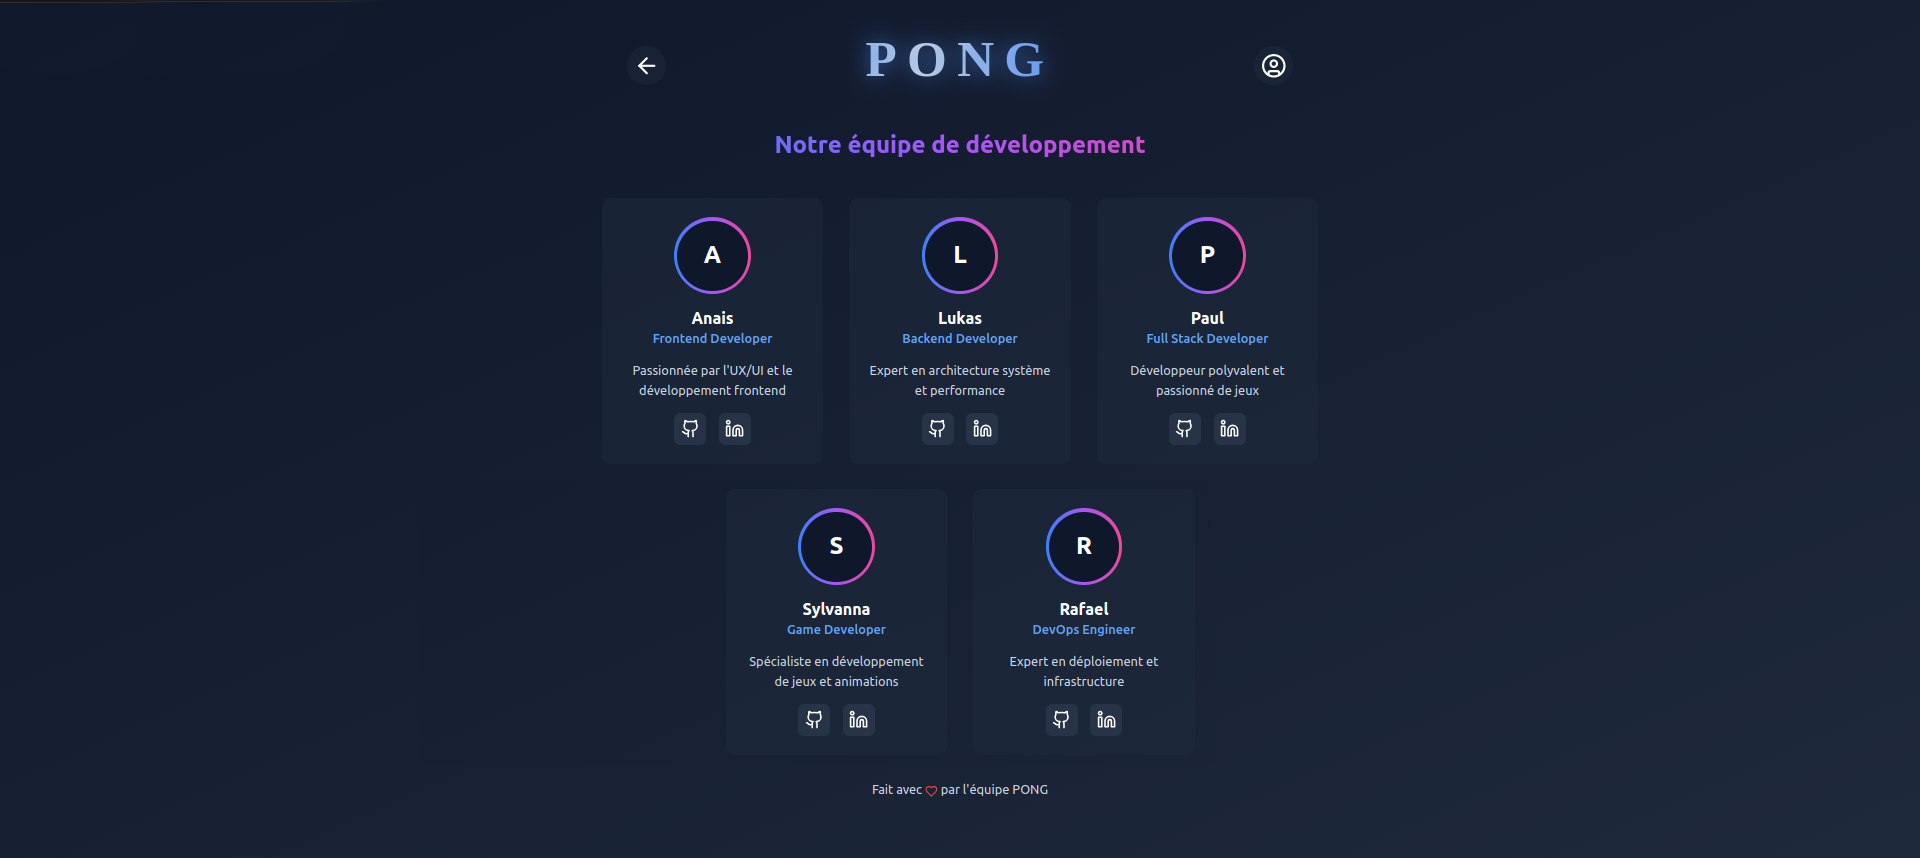 PONG
Notre équipe de développement
A
Anais
Frontend Developer
Passionnée par l'UX/UI et le
développement frontend
L
Lukas
Backend Developer
Expert en architecture système
et performance
P
Paul
Full Stack Developer
Développeur polyvalent et
passionné de jeux
S
Sylvanna
Game Developer
Spécialiste en développement
de jeux et animations
R
Rafael
DevOps Engineer
Expert en déploiement et
infrastructure
Fait avec par l'équipe PONG